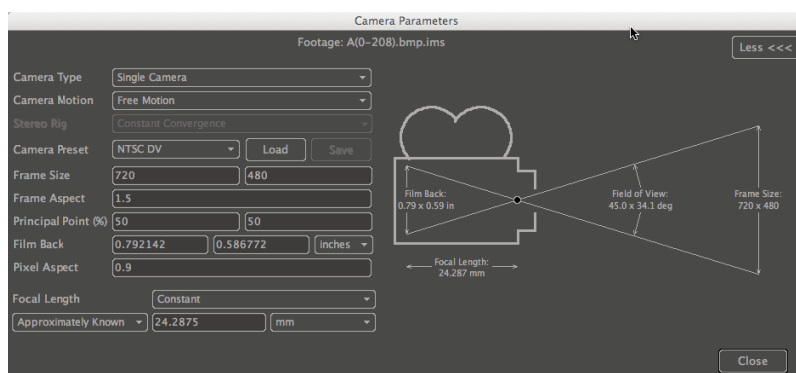 Camera Parameters
Footage: A(0-208).bmp.ims
Less <<<
Camera Type Single Camera
Camera Motion Free Motion
Stereo Rig Constant Convergence
Camera Preset NTSC DV Load Save
Frame Size 720 480
Frame Aspect 1.5
Principal Point (%) 50 50
Film Back 0.792142 0.586772 inches
Pixel Aspect 0.9
Focal Length Constant
Approximately Known 24.2875 mm
Film Back:
0.79 x 0.59 in
Focal Length:
24.287 mm
Field of View:
45.0 x 34.1 deg
Frame Size:
720 x 480
Close